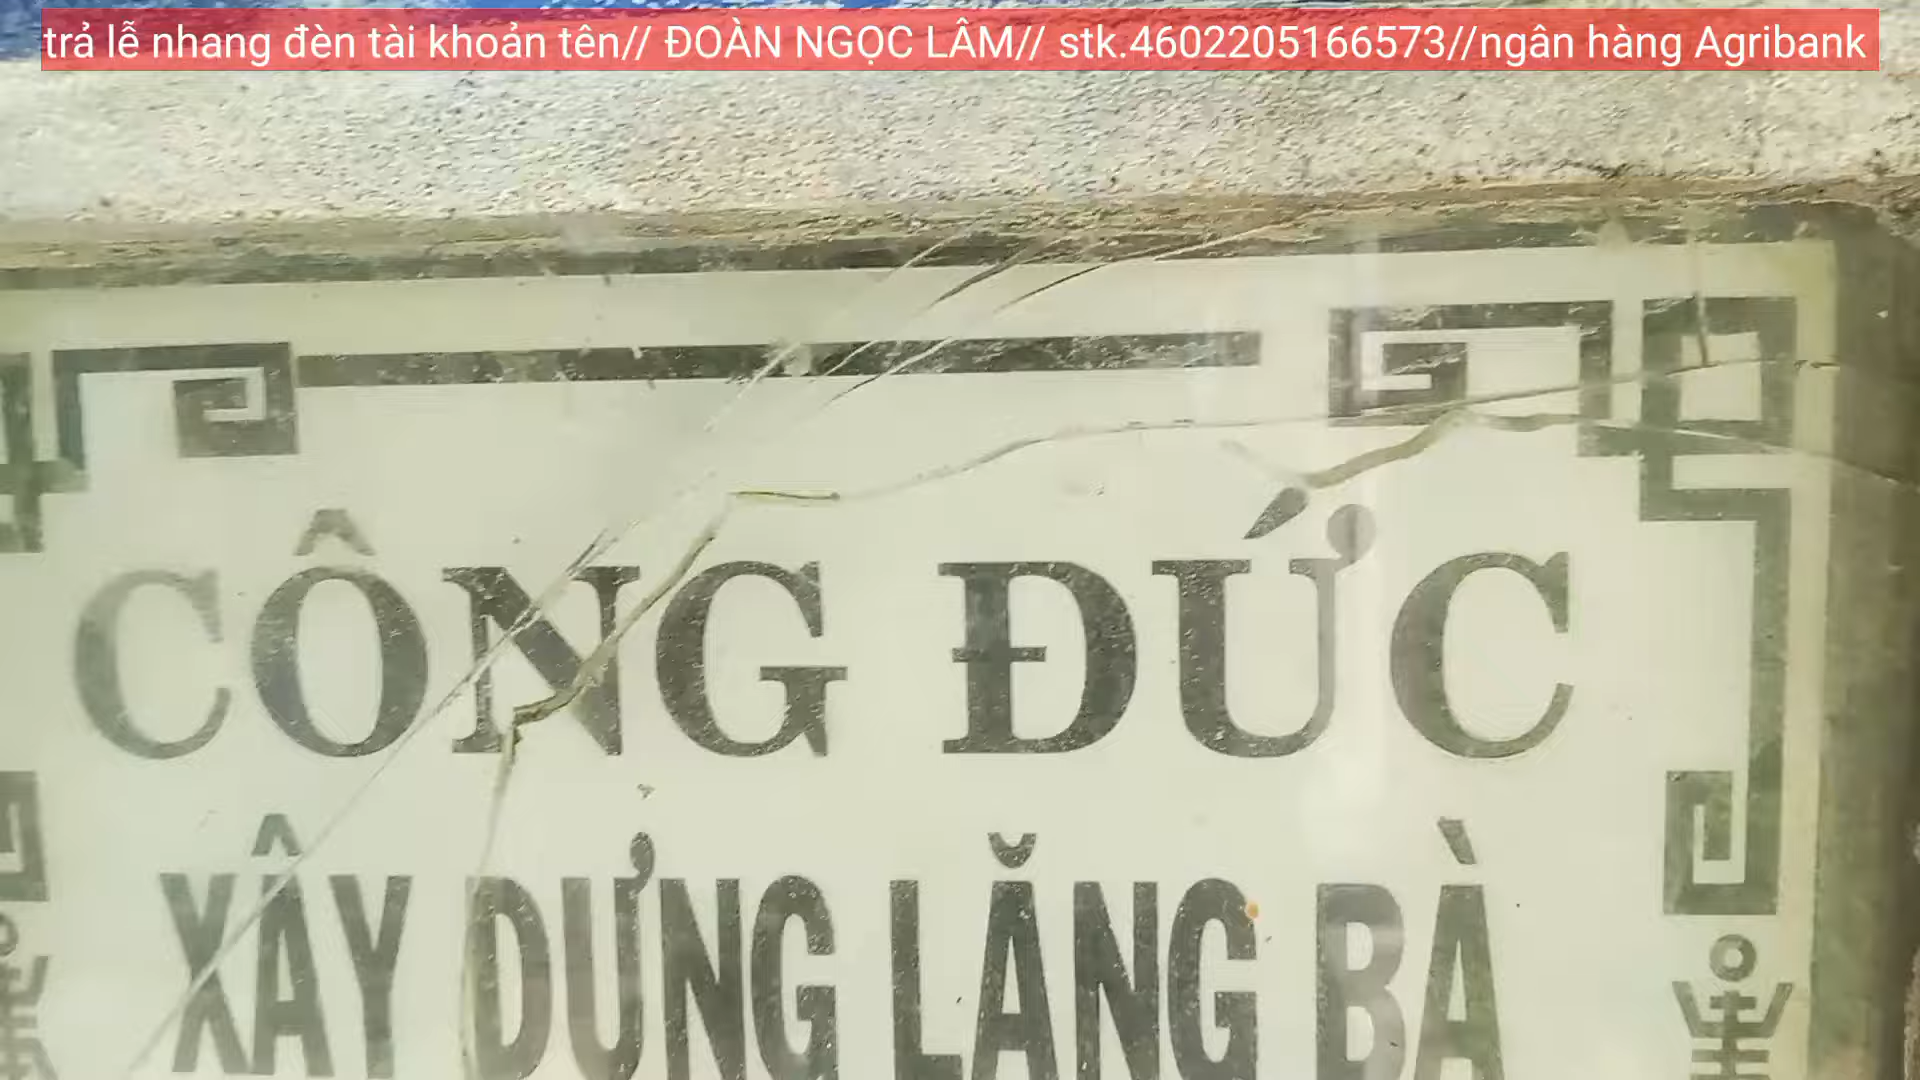 trả lễ nhang đèn tài khoản tên// ĐOÀN NGỌC LÂM// stk.4602205166573//ngân hàng Agribank
CÔNG ĐỨC
XÂY DỰNG LĂNG BÀ